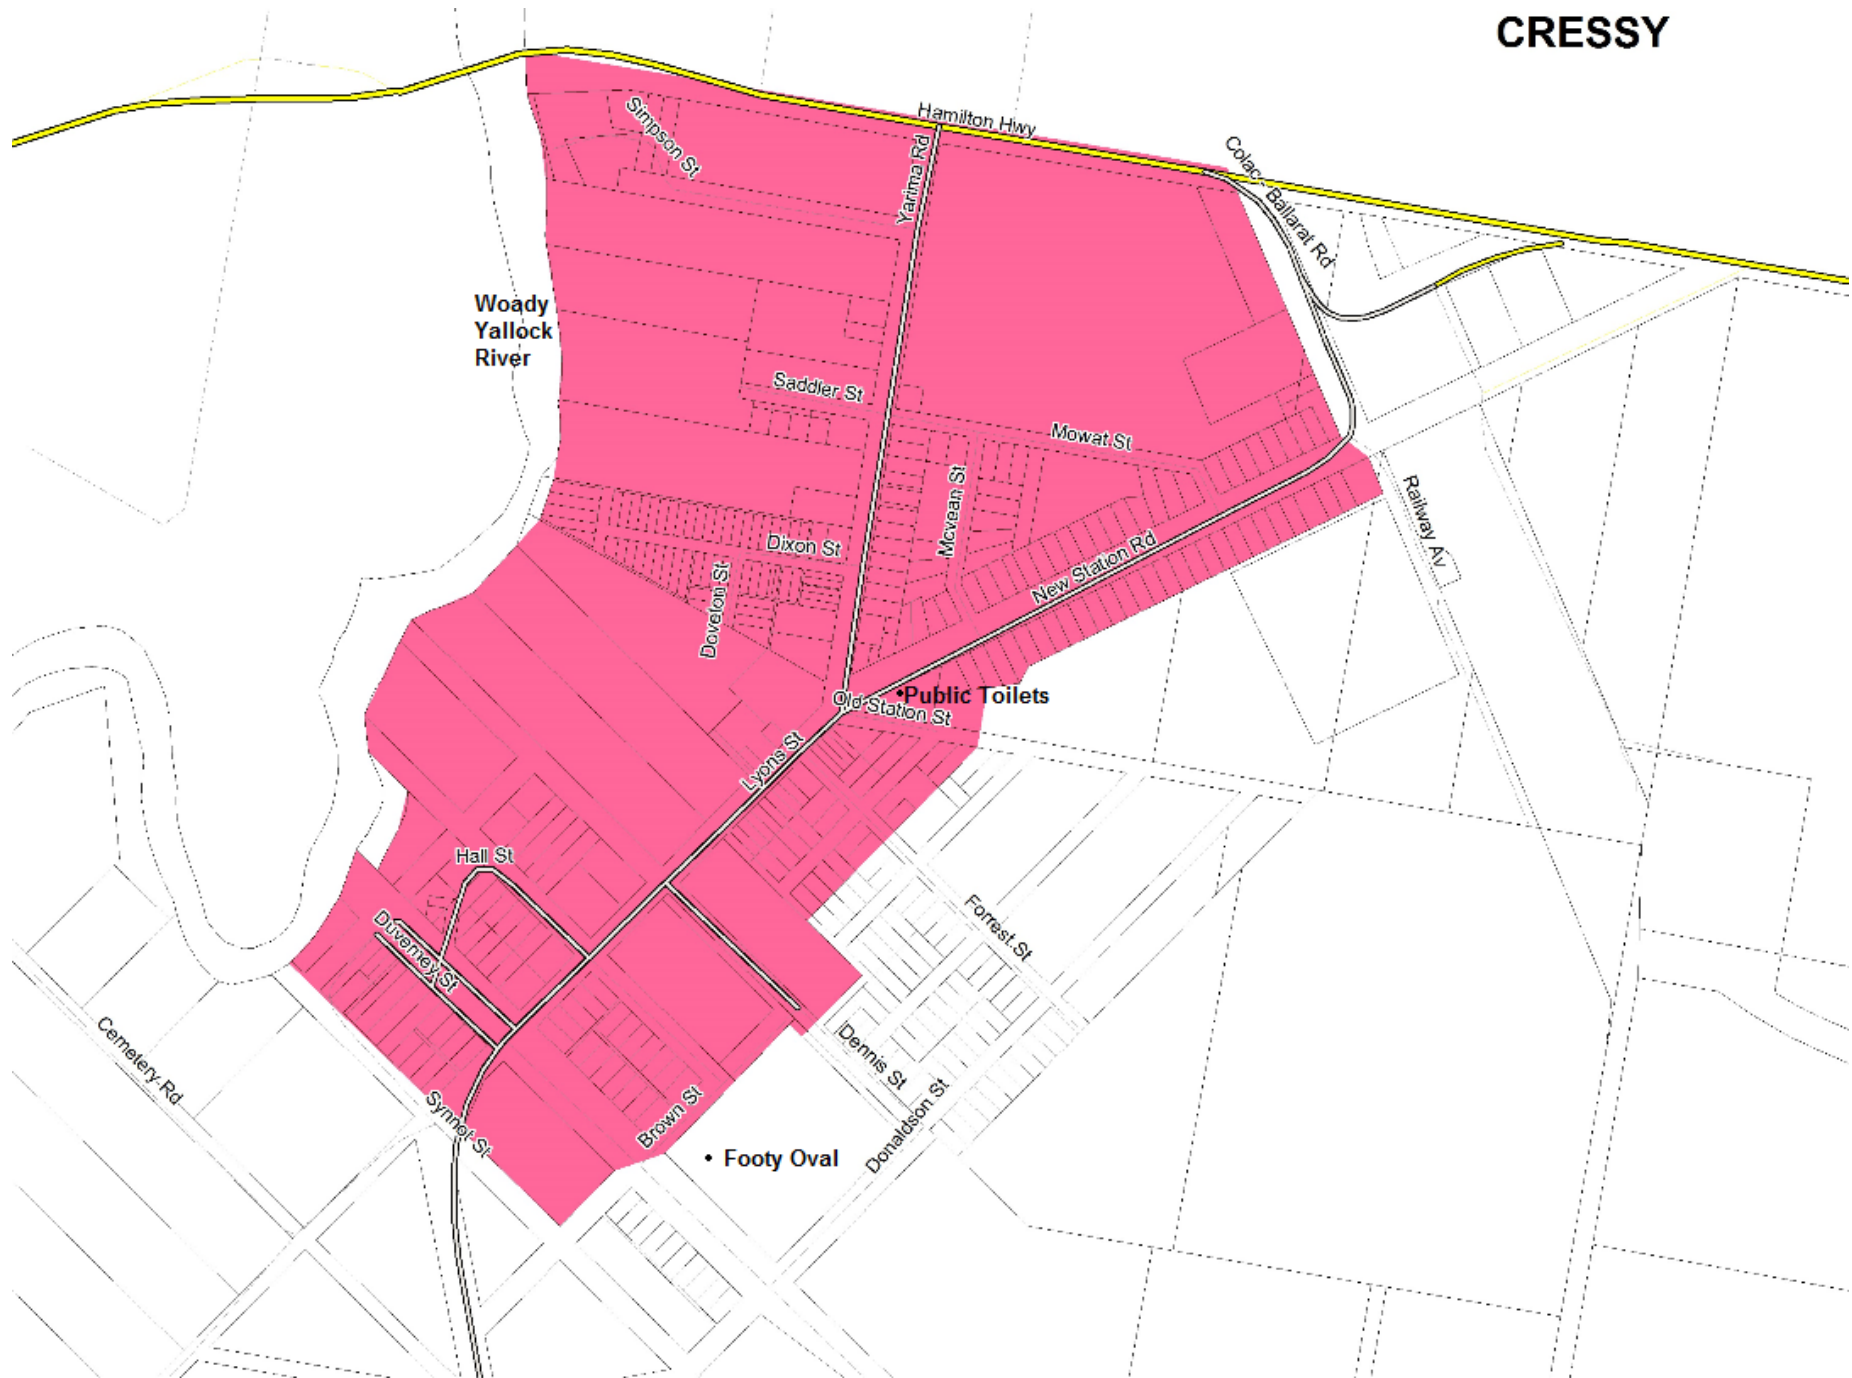 CRESSY
Hamilton Hwy
Simpson St
Yarima Rd
Colac - Ballarat Rd
Woady
Yallock
River
Saddler St
Mowat St
Mcvean St
Railway Av
Dixon St
Doveton St
New Station Rd
Public Toilets
Old Station St
Lyons St
Hall St
Forrest St
Duverney St
Cemetery Rd
Dennis St
Synnot St
Brown St
Donaldson St
Footy Oval